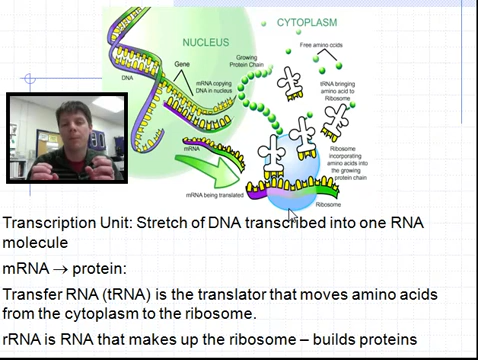 CYTOPLASM
NUCLEUS
Free amino acids
Growing
Protein Chain
Gene
DNA
mRNA copying
DNA in nucleus
tRNA bringing
amino acid to
Ribosome
mRNA
Ribosome
incorporating
amino acids into
the growing
protein chain
mRNA being translated
Ribosome
Transcription Unit: Stretch of DNA transcribed into one RNA
molecule
mRNA → protein:
Transfer RNA (tRNA) is the translator that moves amino acids
from the cytoplasm to the ribosome.
rRNA is RNA that makes up the ribosome – builds proteins